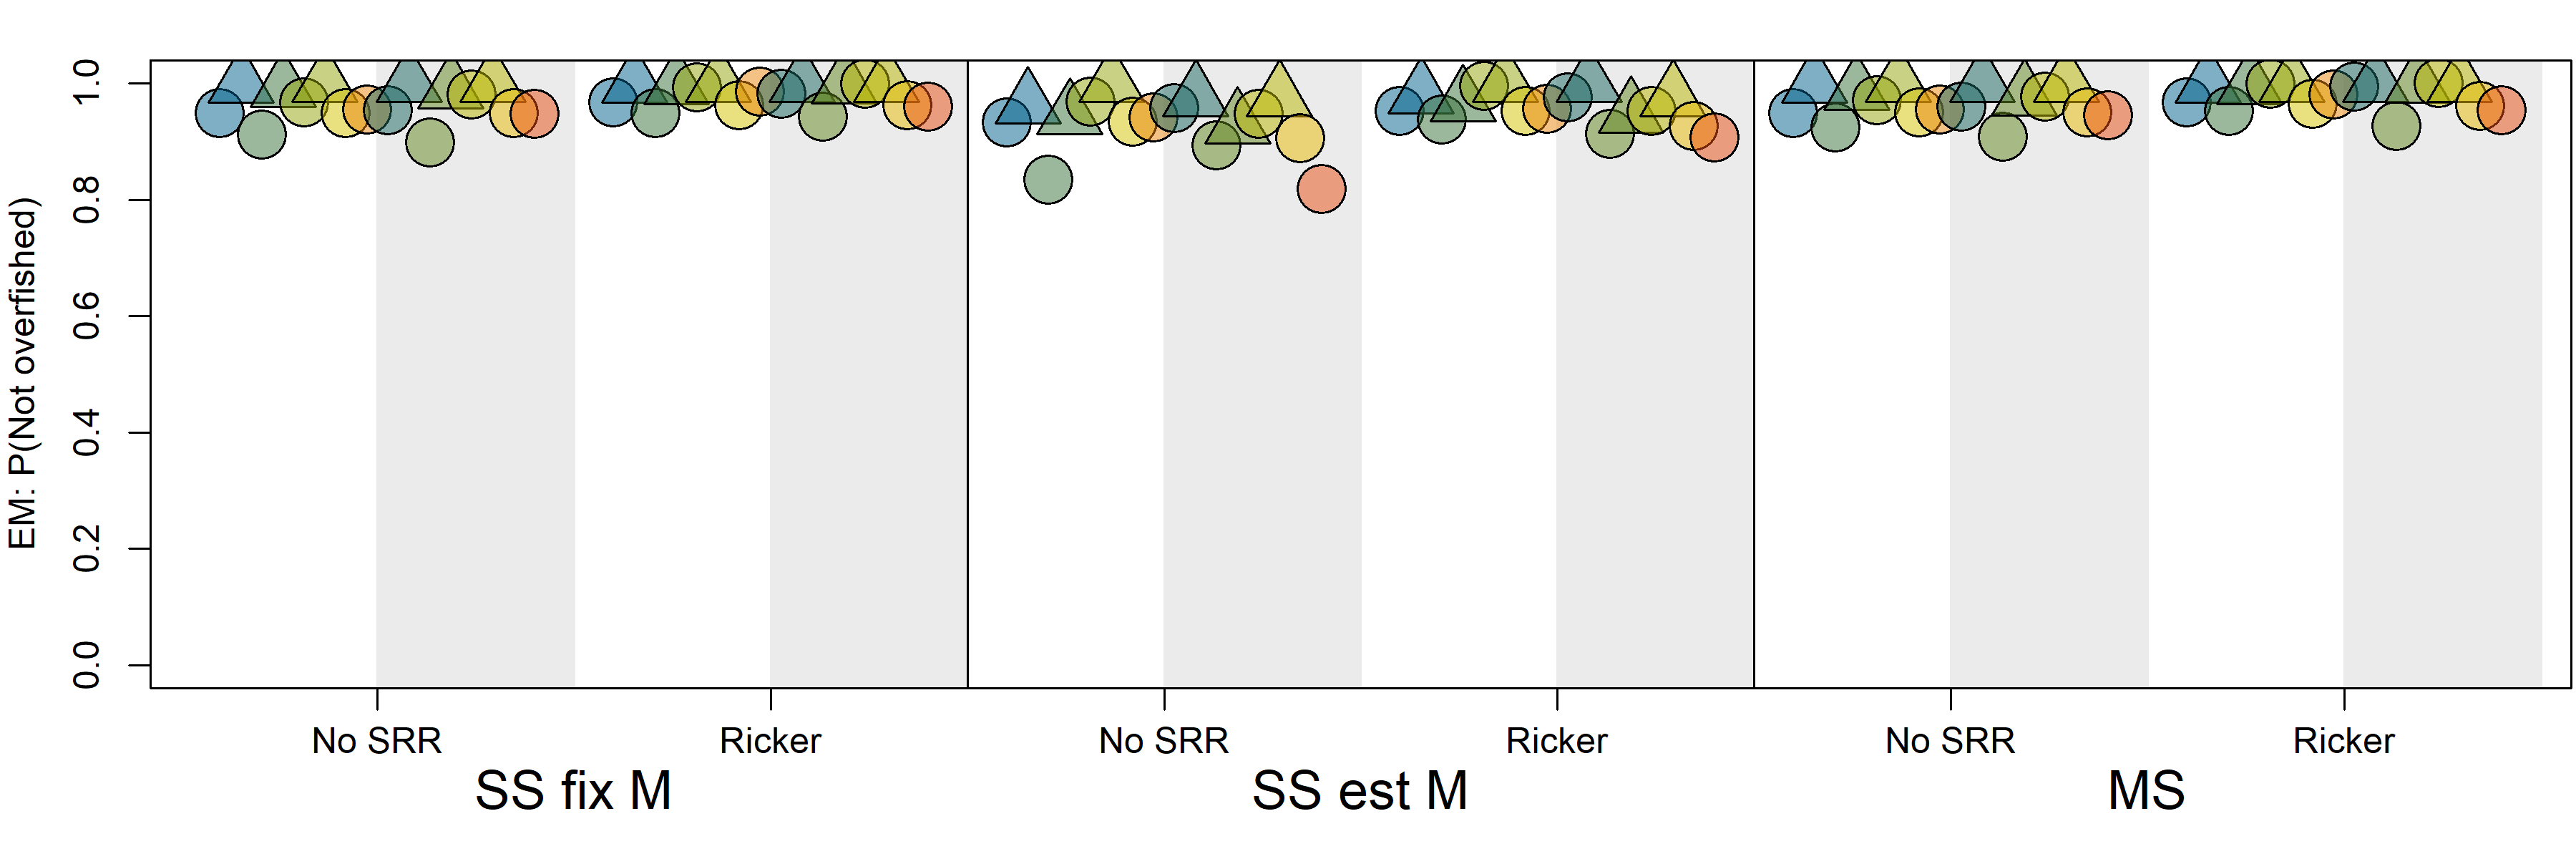 EM: P(Not overfished)
1.0
0.8
0.6
0.4
0.2
0.0
No SRR Ricker No SRR Ricker No SRR Ricker
SS fix M SS est M MS